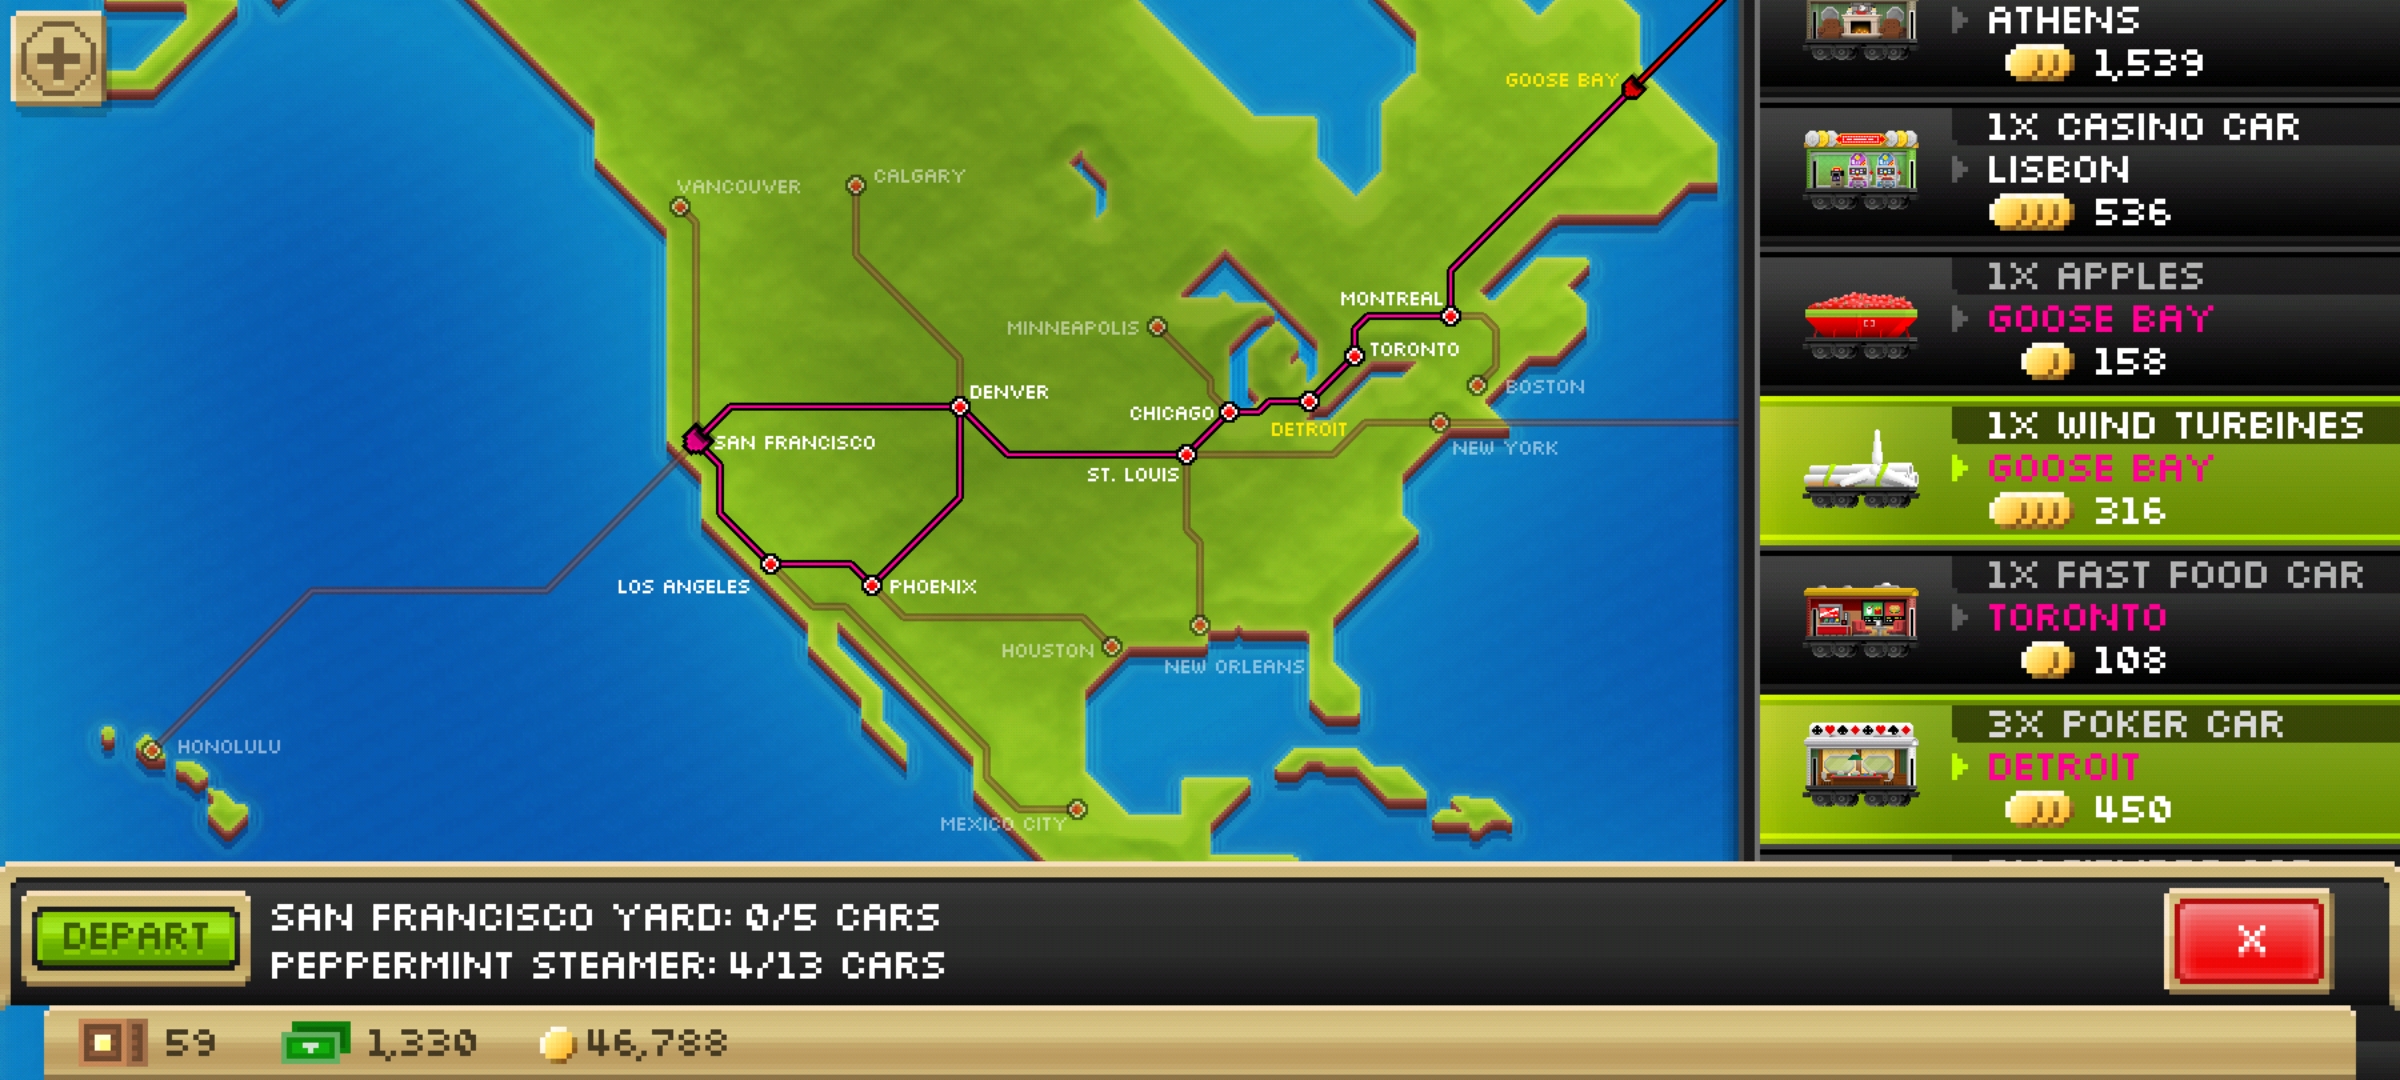 GOOSE BAY
VANCOUVER
CALGARY
MONTREAL
MINNEAPOLIS
TORONTO
DENVER
BOSTON
CHICAGO
DETROIT
SAN FRANCISCO
NEW YORK
ST. LOUIS
LOS ANGELES
PHOENIX
HOUSTON
NEW ORLEANS
HONOLULU
MEXICO CITY
ATHENS
1,539
1X CASINO CAR
LISBON
536
1X APPLES
GOOSE BAY
158
1X WIND TURBINES
GOOSE BAY
316
1X FAST FOOD CAR
TORONTO
108
3X POKER CAR
DETROIT
450
DEPART
SAN FRANCISCO YARD: 0/5 CARS
PEPPERMINT STEAMER: 4/13 CARS
X
59
1,330
46,788